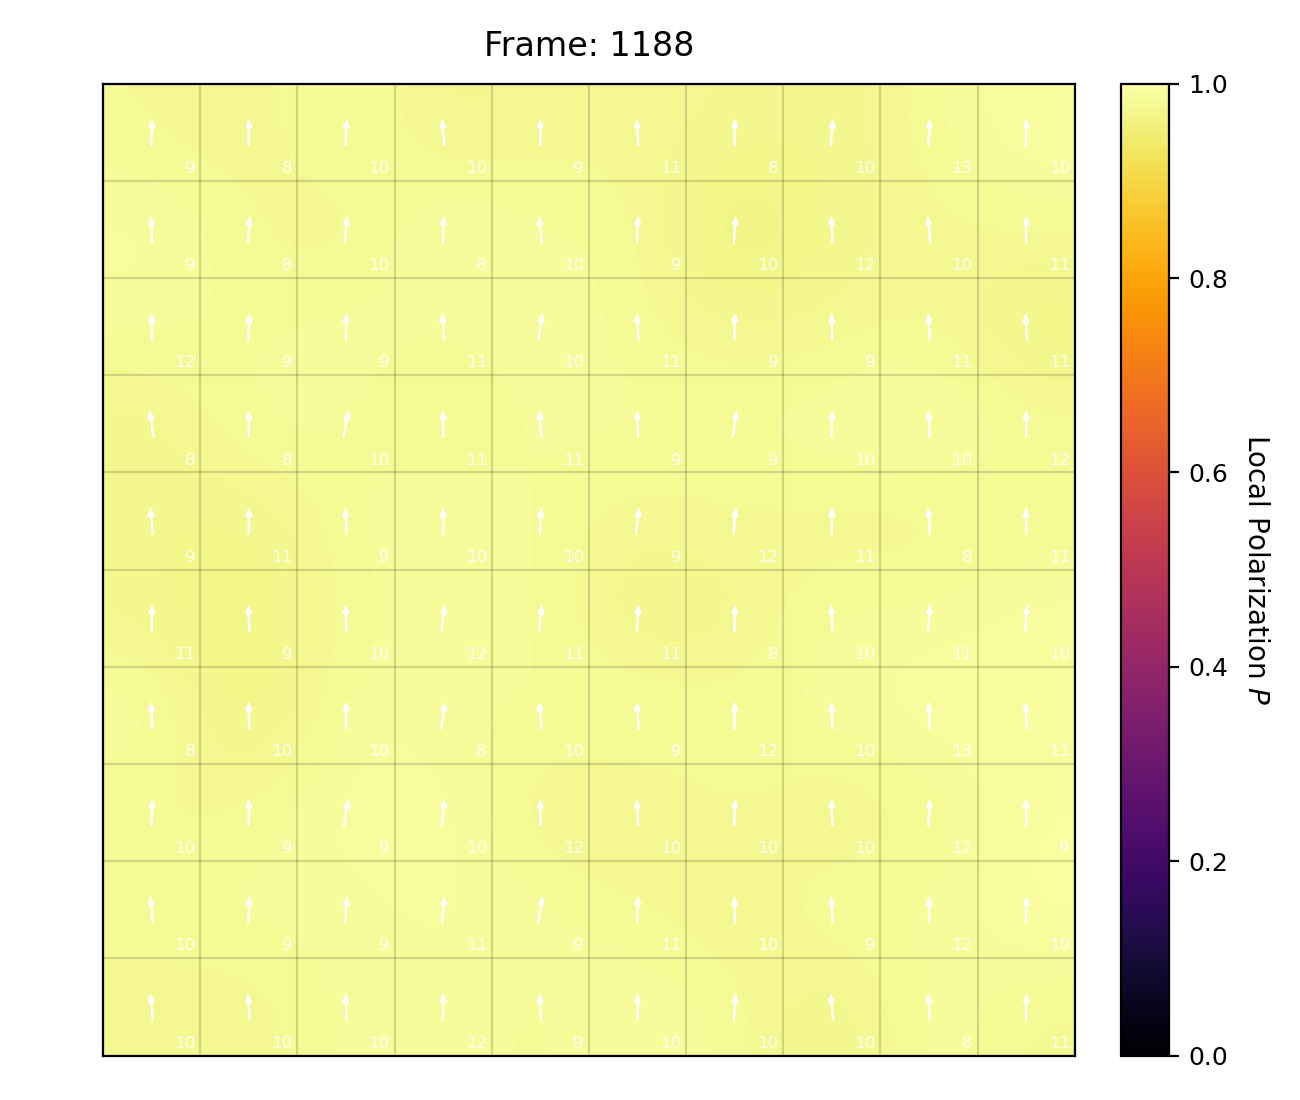 Frame: 1188
9 8 10 10 9 11 8 10 13 10
9 8 10 8 10 9 10 12 10 11
12 9 9 11 10 11 9 9 11 11
8 8 10 11 11 9 9 10 10 12
9 11 9 10 10 9 12 11 8 11
11 9 10 12 11 11 8 10 11 10
8 10 10 8 10 9 12 10 13 11
10 9 9 10 12 10 10 10 12 9
10 9 9 11 9 11 10 9 12 10
10 10 10 12 9 10 10 10 8 11
1.0
0.8
0.6
0.4
0.2
0.0
Local Polarization P